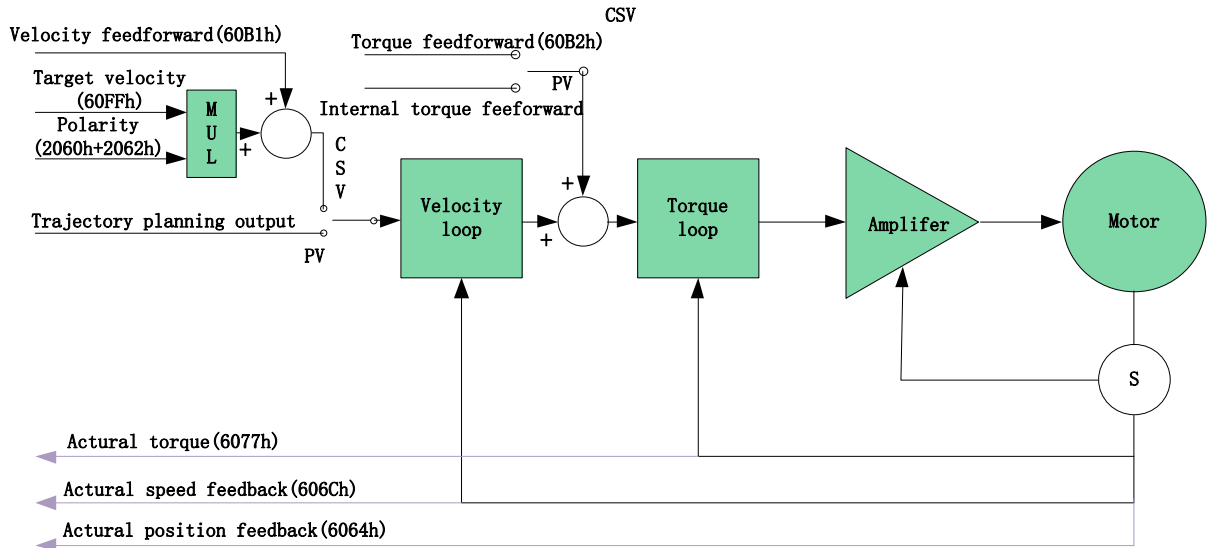 CSV
Velocity feedforward(60B1h)
Torque feedforward(60B2h)
PV
Target velocity
(60FFh)
Internal torque feeforward
Polarity
(2060h+2062h)
M
U
L
+
+
C
S
V
+
+
Velocity
loop
Torque
loop
Amplifer
Motor
Trajectory planning output
PV
S
Actural torque(6077h)
Actural speed feedback(606Ch)
Actural position feedback(6064h)